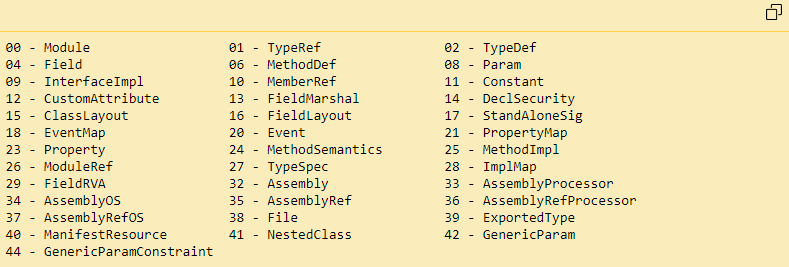 00 - Module                01 - TypeRef               02 - TypeDef
04 - Field                 06 - MethodDef             08 - Param
09 - InterfaceImpl         10 - MemberRef             11 - Constant
12 - CustomAttribute       13 - FieldMarshal          14 - DeclSecurity
15 - ClassLayout           16 - FieldLayout           17 - StandAloneSig
18 - EventMap              20 - Event                 21 - PropertyMap
23 - Property              24 - MethodSemantics       25 - MethodImpl
26 - ModuleRef             27 - TypeSpec              28 - ImplMap
29 - FieldRVA              32 - Assembly              33 - AssemblyProcessor
34 - AssemblyOS            35 - AssemblyRef           36 - AssemblyRefProcessor
37 - AssemblyRefOS         38 - File                  39 - ExportedType
40 - ManifestResource      41 - NestedClass           42 - GenericParam
44 - GenericParamConstraint